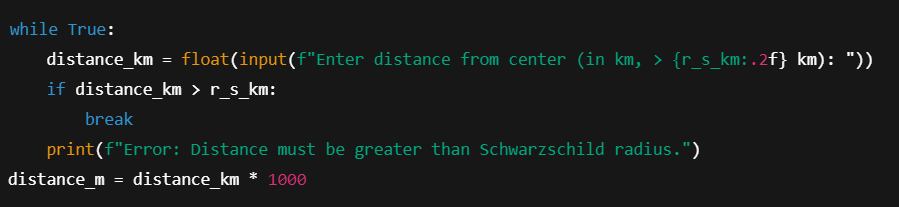 while True:
    distance_km = float(input(f"Enter distance from center (in km, > {r_s_km:.2f} km): "))
    if distance_km > r_s_km:
        break
    print(f"Error: Distance must be greater than Schwarzschild radius.")
distance_m = distance_km * 1000